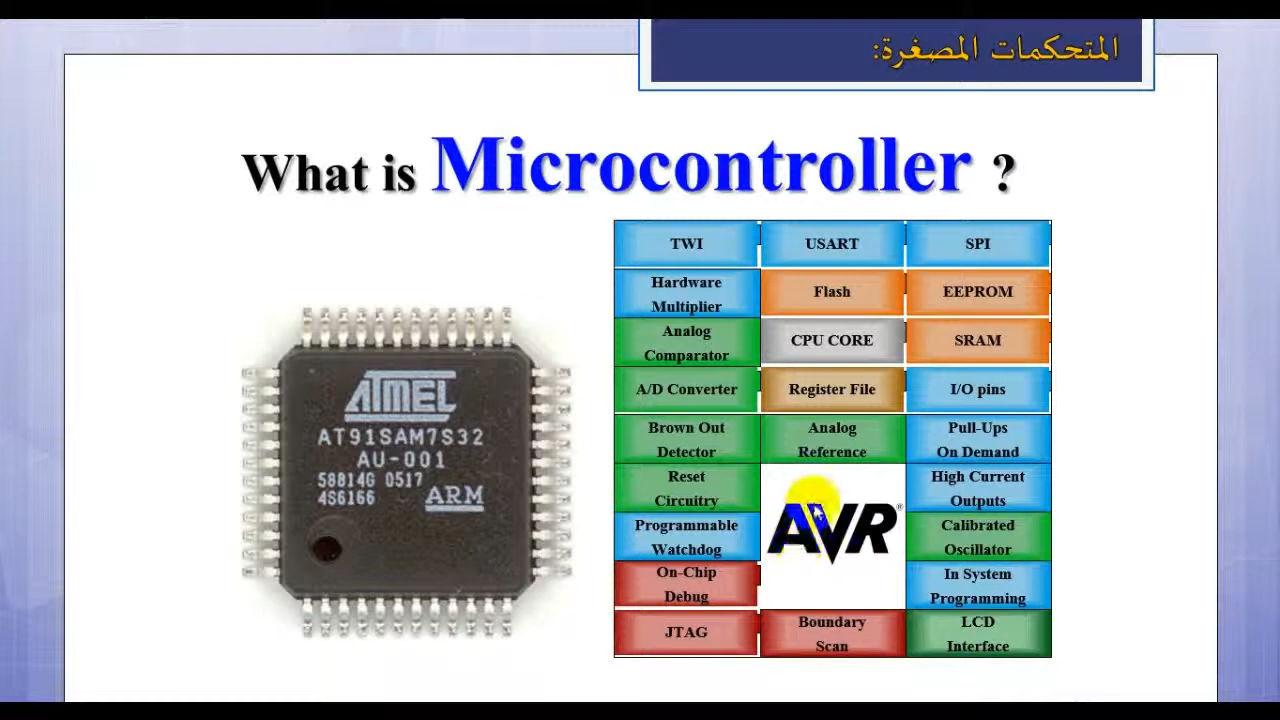 المتحكمات المصغرة:
What is Microcontroller ?
ATMEL
AT91SAM7S32
AU-001
58814G 0517
4S6166 ARM
TWI USART SPI
Hardware
Multiplier
Flash
EEPROM
Analog
Comparator
CPU CORE
SRAM
A/D Converter
Register File
I/O pins
Brown Out
Detector
Analog
Reference
Pull-Ups
On Demand
Reset
Circuitry
High Current
Outputs
Programmable
Watchdog
AVR®
Calibrated
Oscillator
On-Chip
Debug
In System
Programming
JTAG
Boundary
Scan
LCD
Interface